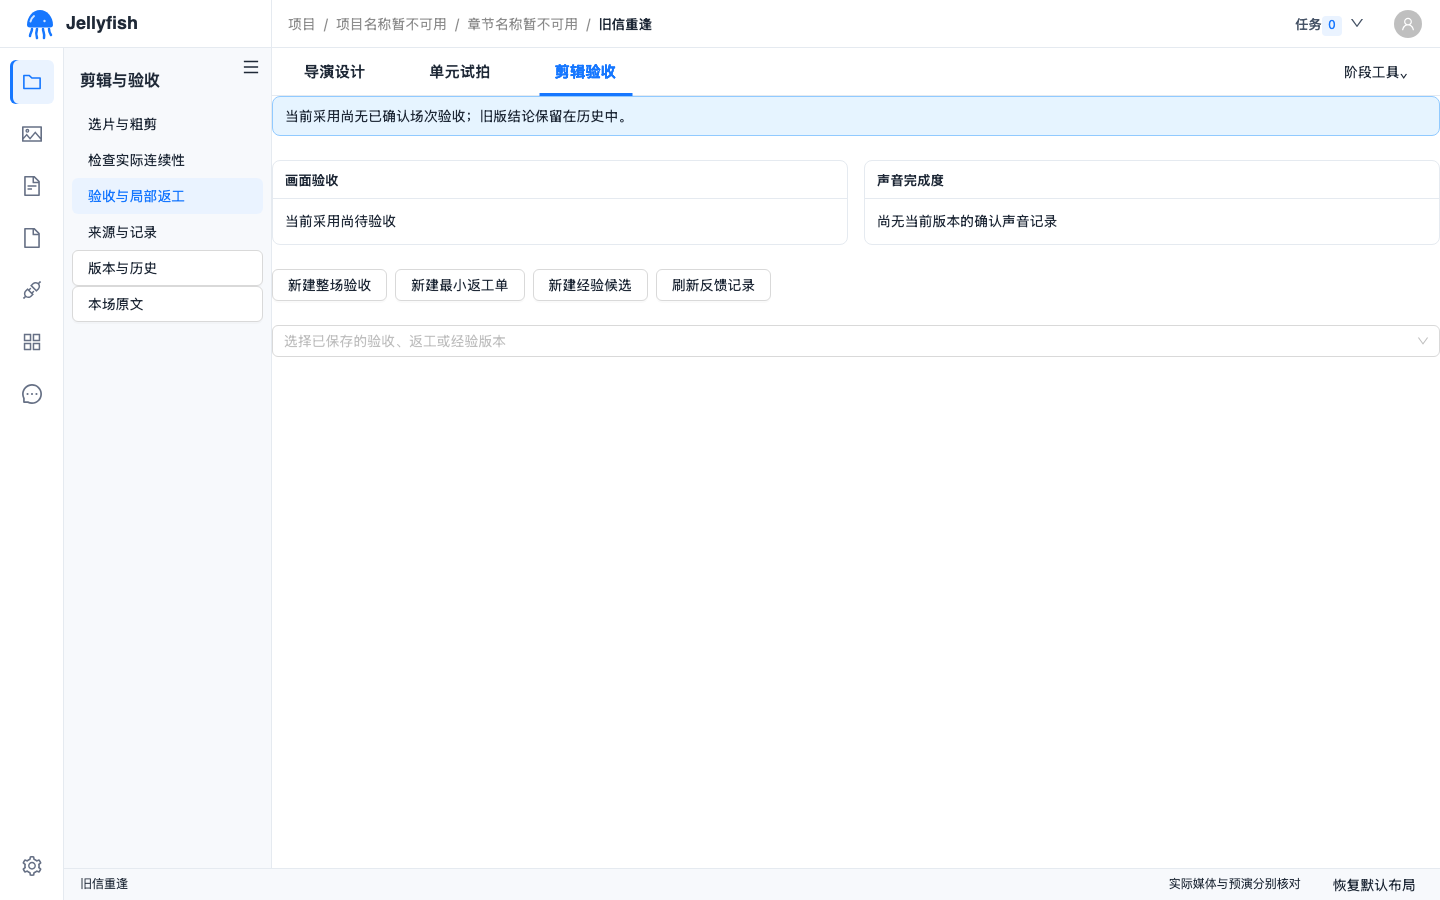 Jellyfish
项目 / 项目名称暂不可用 / 章节名称暂不可用 / 旧信重逢
任务 0
剪辑与验收
选片与粗剪
检查实际连续性
验收与局部返工
来源与记录
版本与历史
本场原文
导演设计
单元试拍
剪辑验收
阶段工具
当前采用尚无已确认场次验收；旧版结论保留在历史中。
画面验收
当前采用尚待验收
声音完成度
尚无当前版本的确认声音记录
新建整场验收
新建最小返工单
新建经验候选
刷新反馈记录
选择已保存的验收、返工或经验版本
旧信重逢
实际媒体与预演分别核对
恢复默认布局